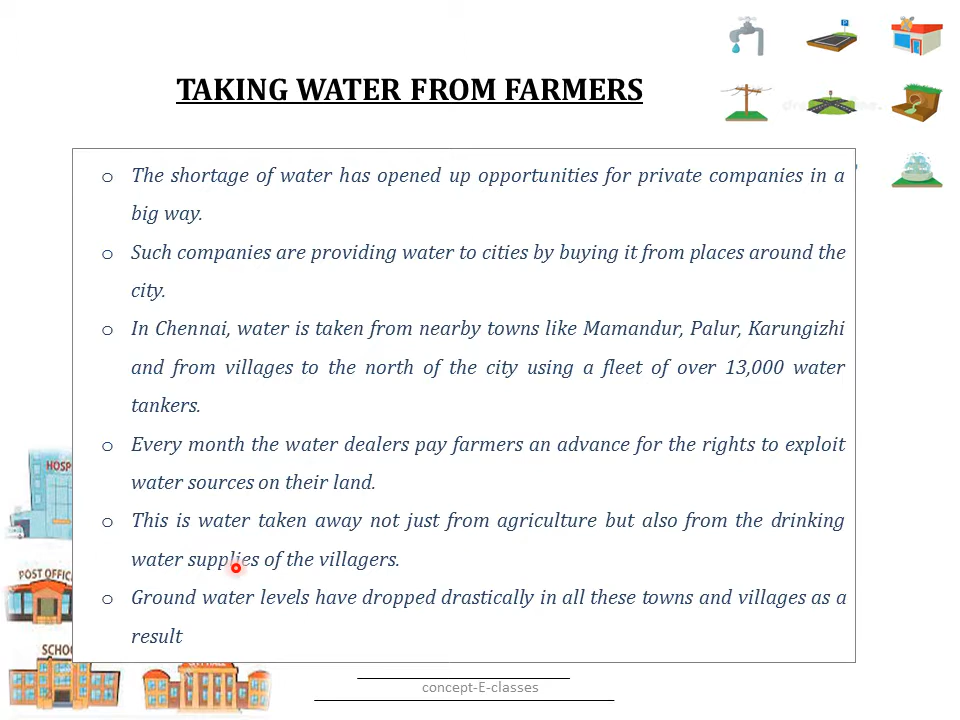 TAKING WATER FROM FARMERS
o The shortage of water has opened up opportunities for private companies in a
big way.
o Such companies are providing water to cities by buying it from places around the
city.
o In Chennai, water is taken from nearby towns like Mamandur, Palur, Karungizhi
and from villages to the north of the city using a fleet of over 13,000 water
tankers.
o Every month the water dealers pay farmers an advance for the rights to exploit
water sources on their land.
o This is water taken away not just from agriculture but also from the drinking
water supplies of the villagers.
o Ground water levels have dropped drastically in all these towns and villages as a
result
HOSP
POST OFFIC
SCHO
concept-E-classes